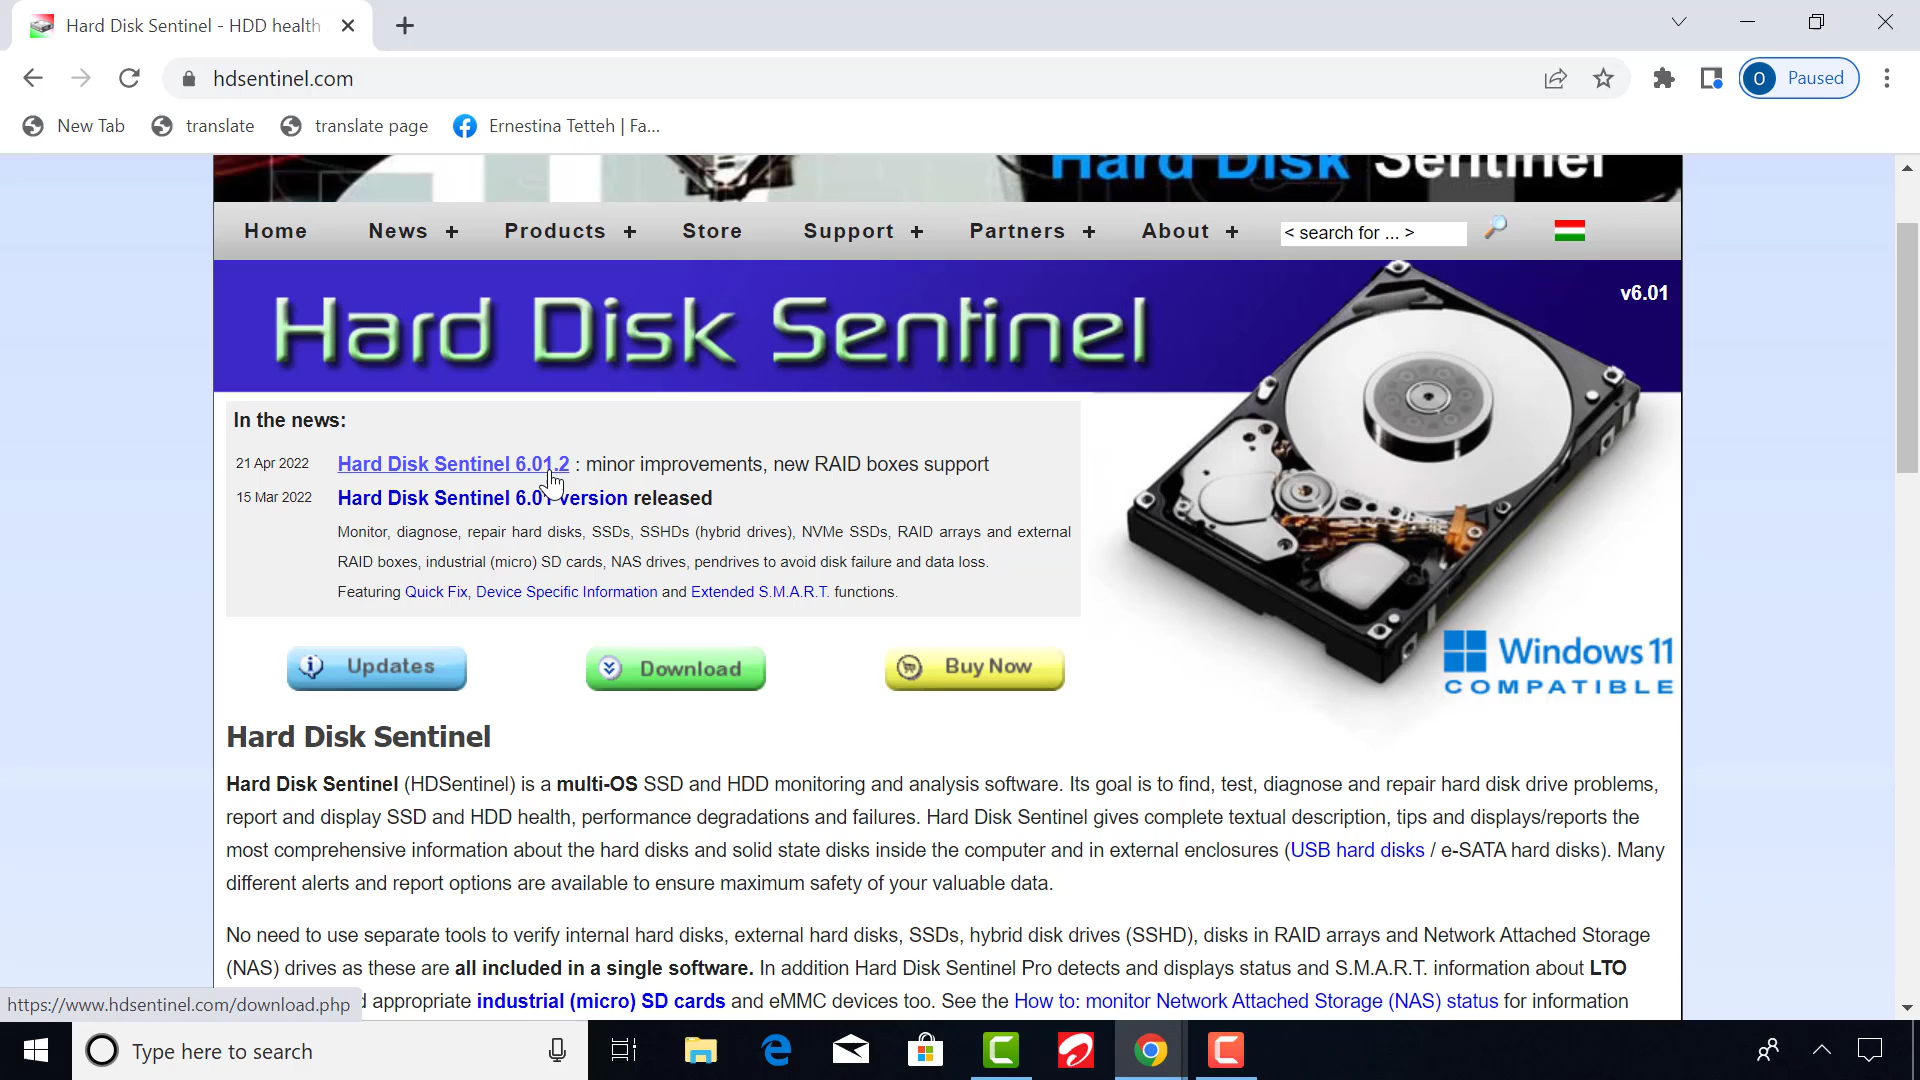 Hard Disk Sentinel - HDD health
hdsentinel.com
O Paused
New Tab translate translate page Ernestina Tetteh | Fa...
Hard Disk Sentinel
Home News + Products + Store Support + Partners + About + < search for ... >
Hard Disk Sentinel
v6.01
In the news:
21 Apr 2022 Hard Disk Sentinel 6.01.2 : minor improvements, new RAID boxes support
15 Mar 2022 Hard Disk Sentinel 6.01 version released
Monitor, diagnose, repair hard disks, SSDs, SSHDs (hybrid drives), NVMe SSDs, RAID arrays and external
RAID boxes, industrial (micro) SD cards, NAS drives, pendrives to avoid disk failure and data loss.
Featuring Quick Fix, Device Specific Information and Extended S.M.A.R.T. functions.
Updates Download Buy Now
Windows 11
COMPATIBLE
Hard Disk Sentinel
Hard Disk Sentinel (HDSentinel) is a multi-OS SSD and HDD monitoring and analysis software. Its goal is to find, test, diagnose and repair hard disk drive problems,
report and display SSD and HDD health, performance degradations and failures. Hard Disk Sentinel gives complete textual description, tips and displays/reports the
most comprehensive information about the hard disks and solid state disks inside the computer and in external enclosures (USB hard disks / e-SATA hard disks). Many
different alerts and report options are available to ensure maximum safety of your valuable data.
No need to use separate tools to verify internal hard disks, external hard disks, SSDs, hybrid disk drives (SSHD), disks in RAID arrays and Network Attached Storage
(NAS) drives as these are all included in a single software. In addition Hard Disk Sentinel Pro detects and displays status and S.M.A.R.T. information about LTO
appropriate industrial (micro) SD cards and eMMC devices too. See the How to: monitor Network Attached Storage (NAS) status for information
https://www.hdsentinel.com/download.php
Type here to search